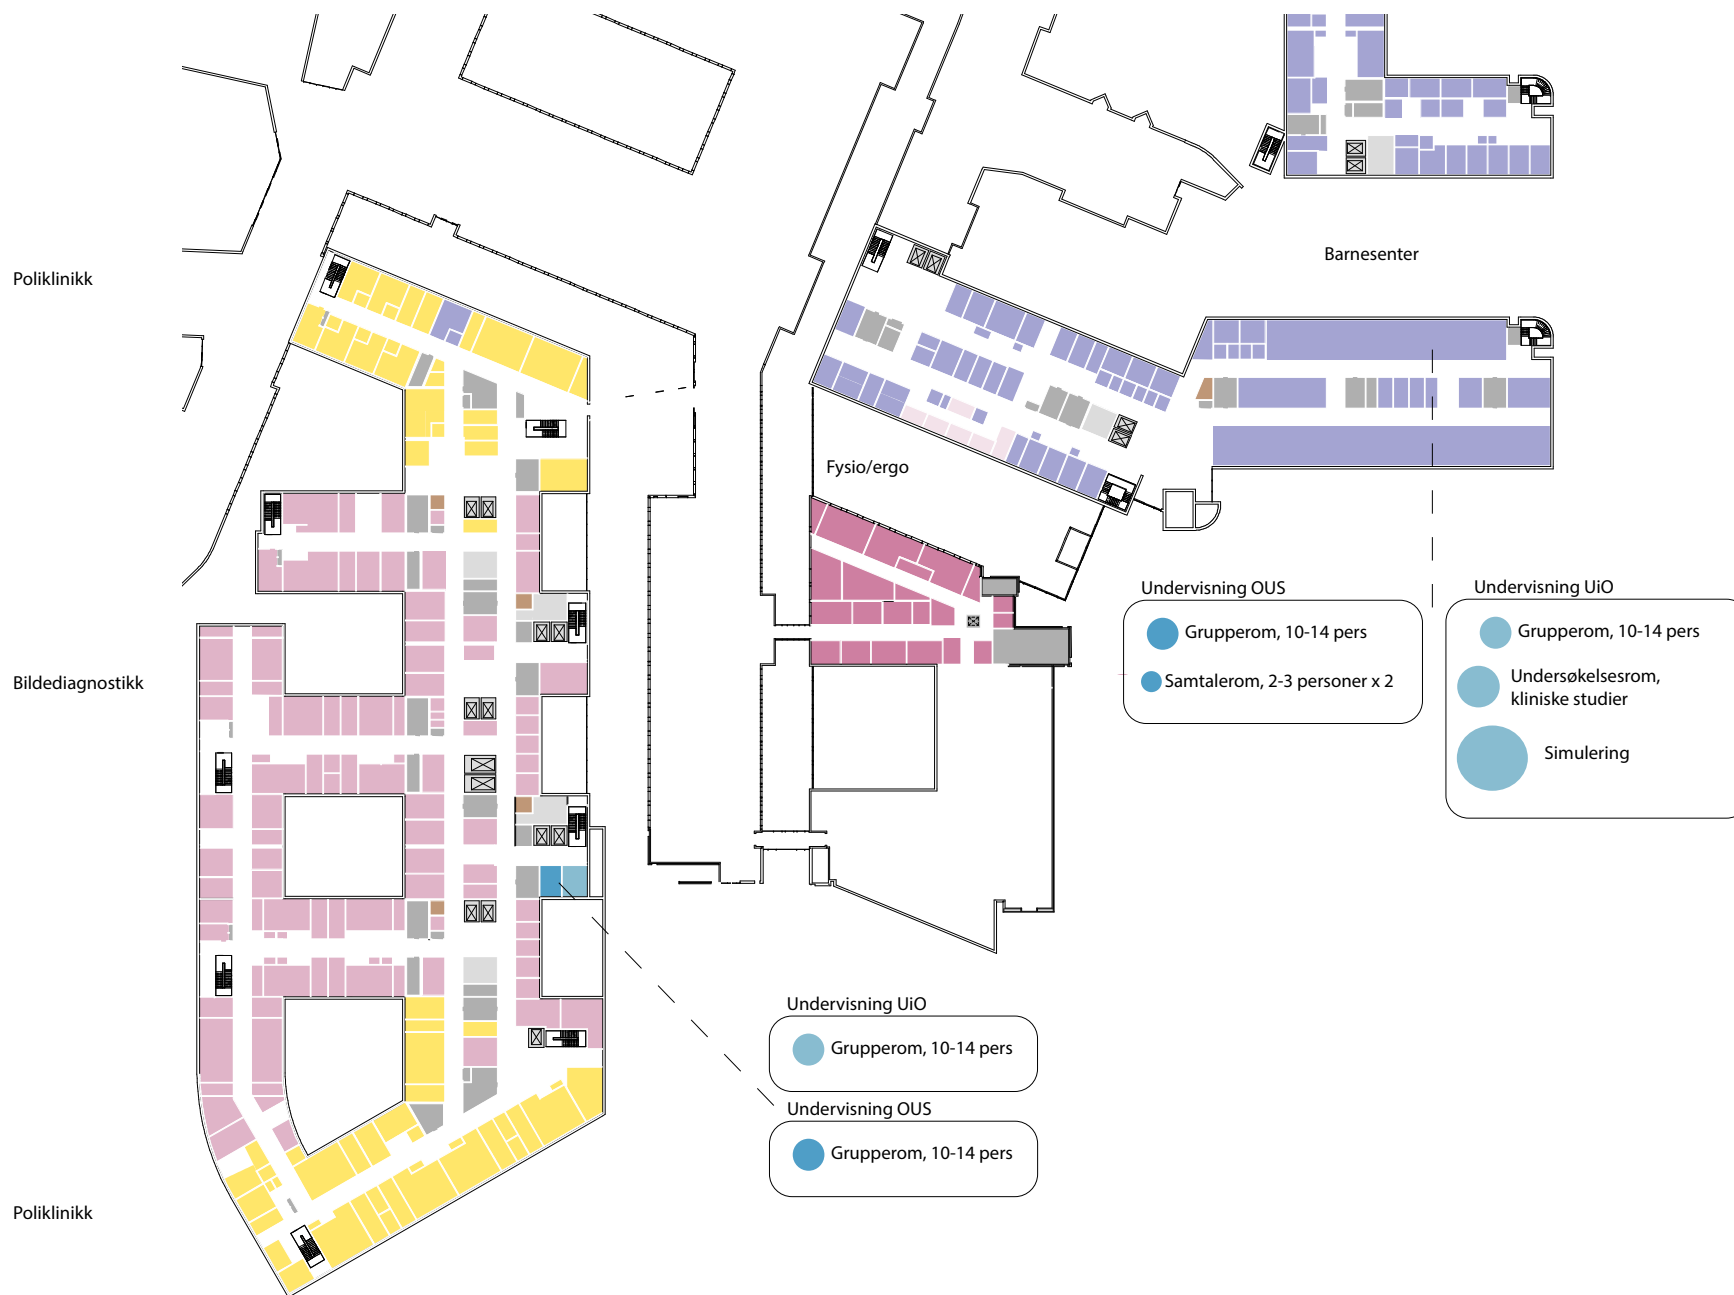 Barnesenter
Poliklinikk
Fysio/ergo
Undervisning OUS
Grupperom, 10-14 pers
Samtalerom, 2-3 personer x 2
Undervisning UiO
Grupperom, 10-14 pers
Undersøkelsesrom,
kliniske studier
Simulering
Bildediagnostikk
Undervisning UiO
Grupperom, 10-14 pers
Undervisning OUS
Grupperom, 10-14 pers
Poliklinikk